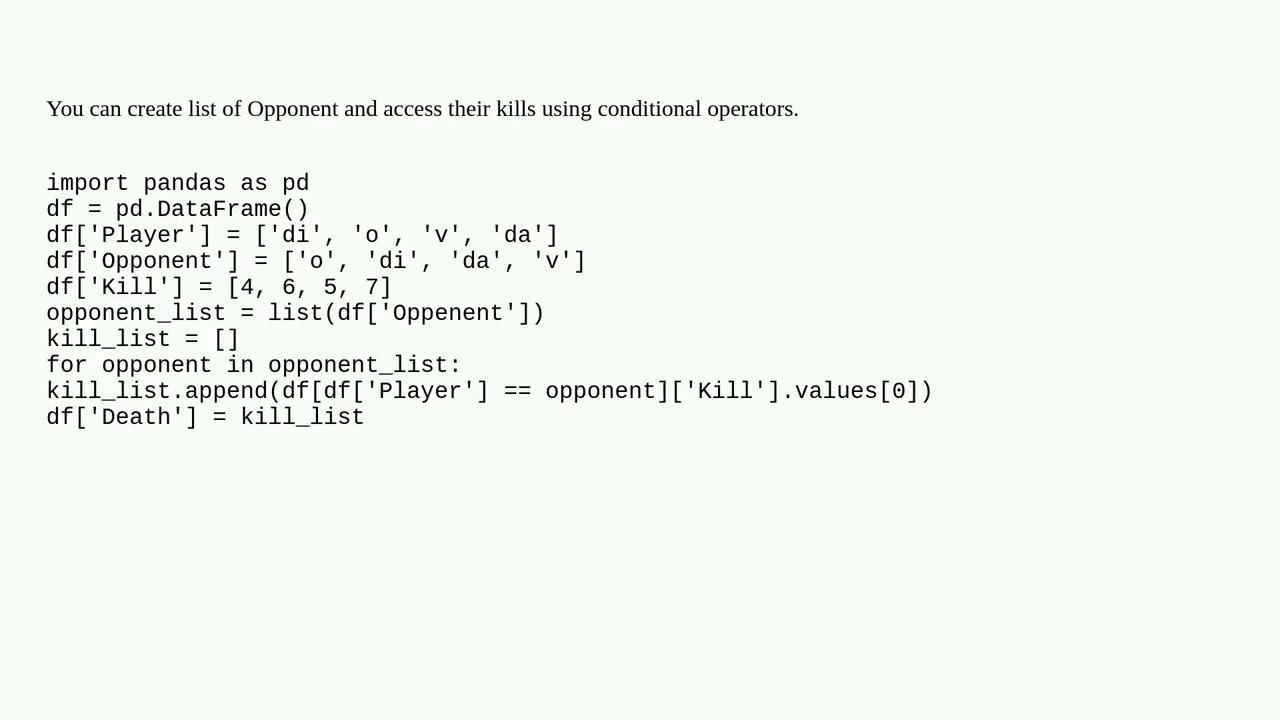 You can create list of Opponent and access their kills using conditional operators.
import pandas as pd
df = pd.DataFrame()
df['Player'] = ['di', 'o', 'v', 'da']
df['Opponent'] = ['o', 'di', 'da', 'v']
df['Kill'] = [4, 6, 5, 7]
opponent_list = list(df['Oppenent'])
kill_list = []
for opponent in opponent_list:
kill_list.append(df[df['Player'] == opponent]['Kill'].values[0])
df['Death'] = kill_list